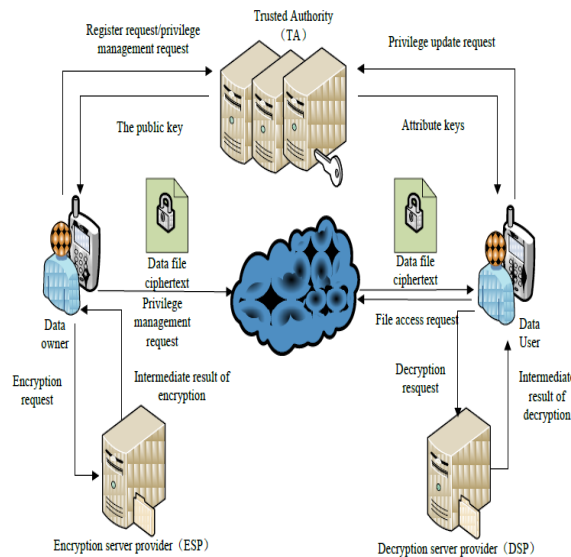 Trusted Authority
(TA)
Register request/privilege
management request
Privilege update request
The public key
Attribute keys
Data file
ciphertext
Data file
ciphertext
Privilege
management
request
File access request
Data
owner
Data
User
Encryption
request
Intermediate result of
encryption
Decryption
resquest
Intermediate
result of
decryption
Encryption server provider (ESP)
Decryption server provider (DSP)